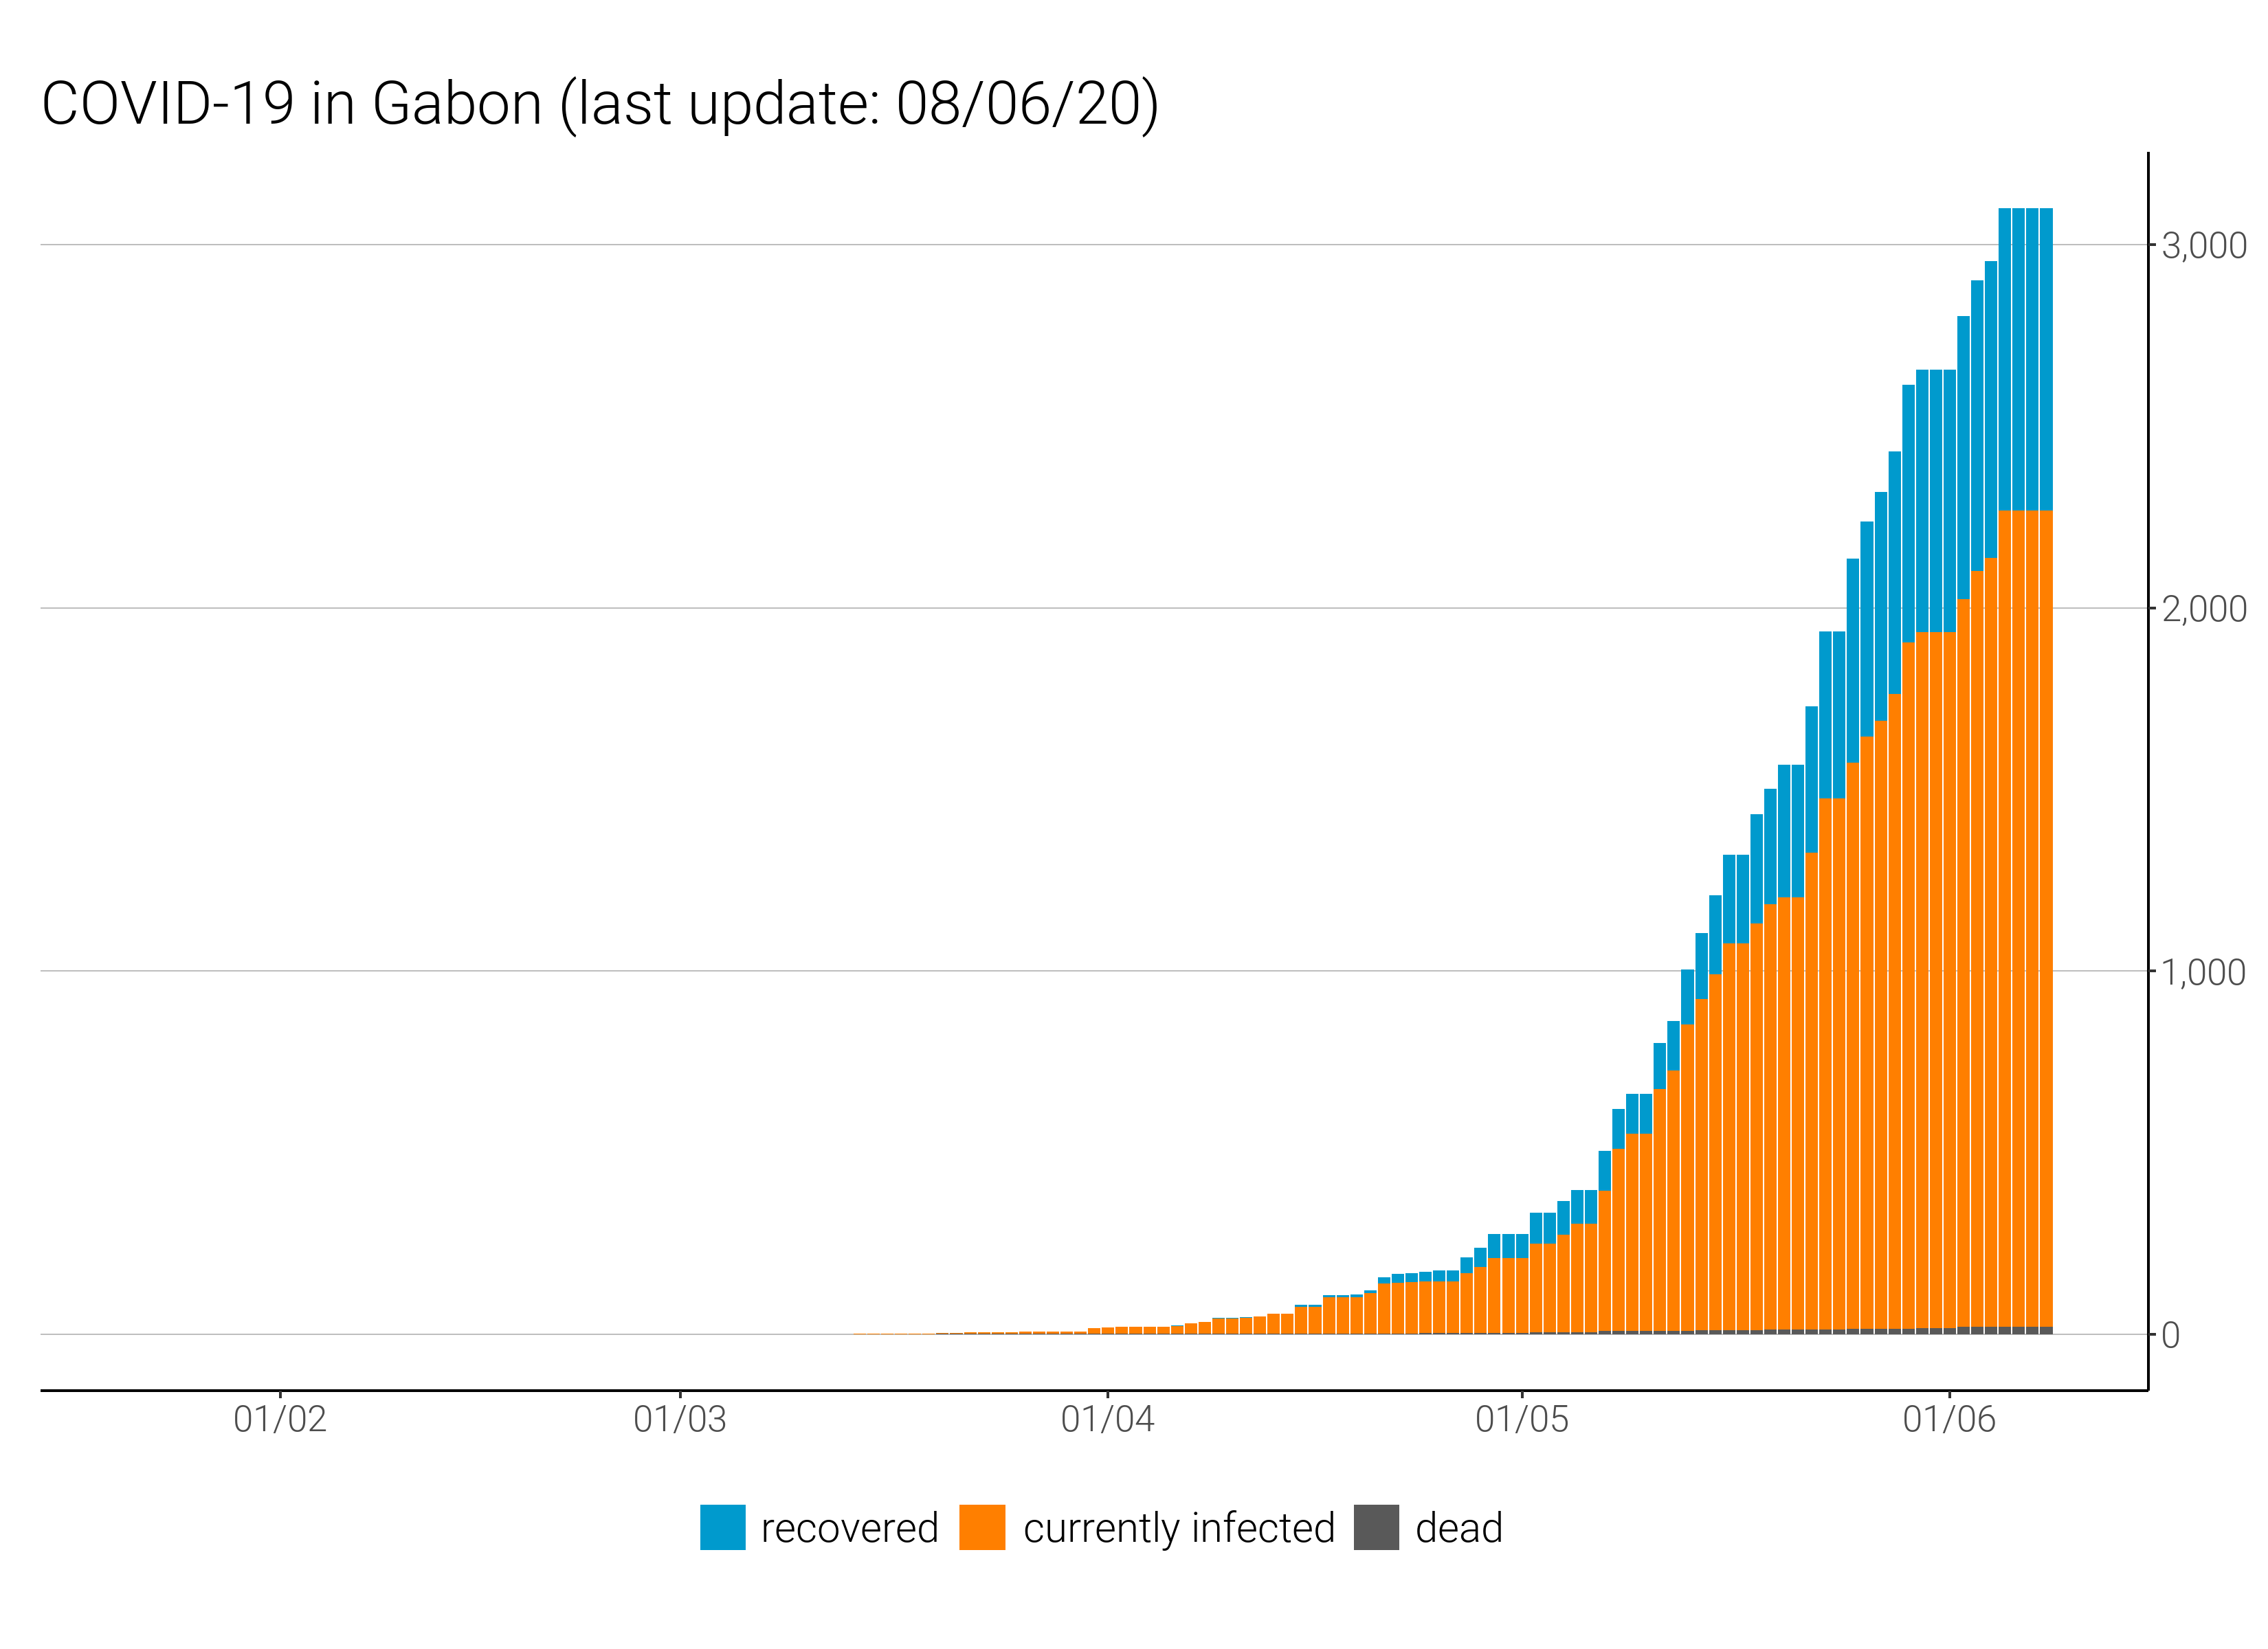 COVID-19 in Gabon (last update: 08/06/20)
3,000
2,000
1,000
0
01/02 01/03 01/04 01/05 01/06
recovered currently infected dead